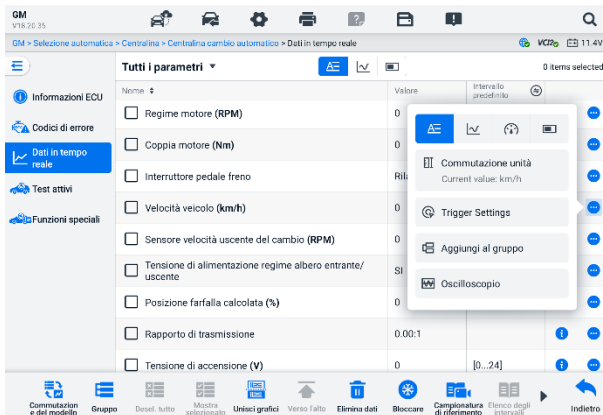 GM
V18.20.35
GM > Selezione automatica > Centralina > Centralina cambio automatico > Dati in tempo reale
VCI
11.4V
Tutti i parametri ▼
0 items selected
Nome
Valore
Intervallo
predefinito
Informazioni ECU
Codici di errore
Dati in tempo
reale
Test attivi
Funzioni speciali
Regime motore (RPM)
0
Coppia motore (Nm)
0
Interruttore pedale freno
Rila
Velocità veicolo (km/h)
0
Sensore velocità uscente del cambio (RPM)
0
Tensione di alimentazione regime albero entrante/
uscente
SI
Posizione farfalla calcolata (%)
0
Rapporto di trasmissione
0.00:1
Tensione di accensione (V)
0
[0...24]
Commutazione unità
Current value: km/h
Trigger Settings
Aggiungi al gruppo
Oscilloscopio
Commutazion
e del modello
Gruppo
Desel. tutto
Mostra
selezionato
Unisci grafici
Verso l'alto
Elimina dati
Bloccare
Campionatura
di riferimento
Elenco degli
intervalli
Indietro